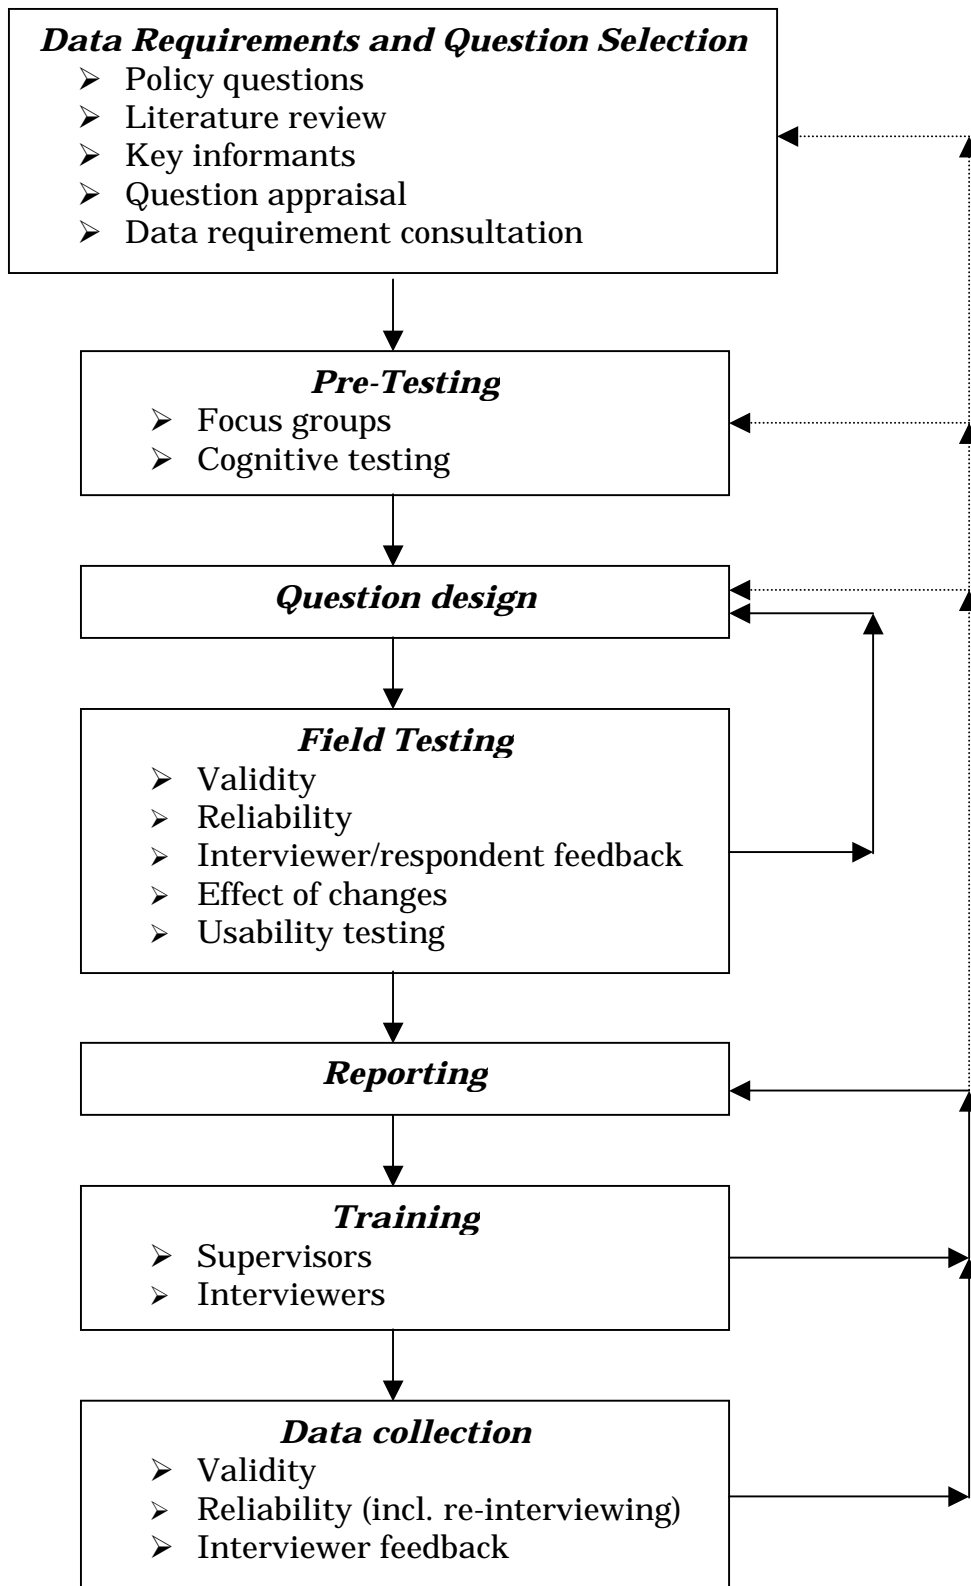 Data Requirements and Question Selection
➢ Policy questions
➢ Literature review
➢ Key informants
➢ Question appraisal
➢ Data requirement consultation
Pre-Testing
➢ Focus groups
➢ Cognitive testing
Question design
Field Testing
➢ Validity
➢ Reliability
➢ Interviewer/respondent feedback
➢ Effect of changes
➢ Usability testing
Reporting
Training
➢ Supervisors
➢ Interviewers
Data collection
➢ Validity
➢ Reliability (incl. re-interviewing)
➢ Interviewer feedback